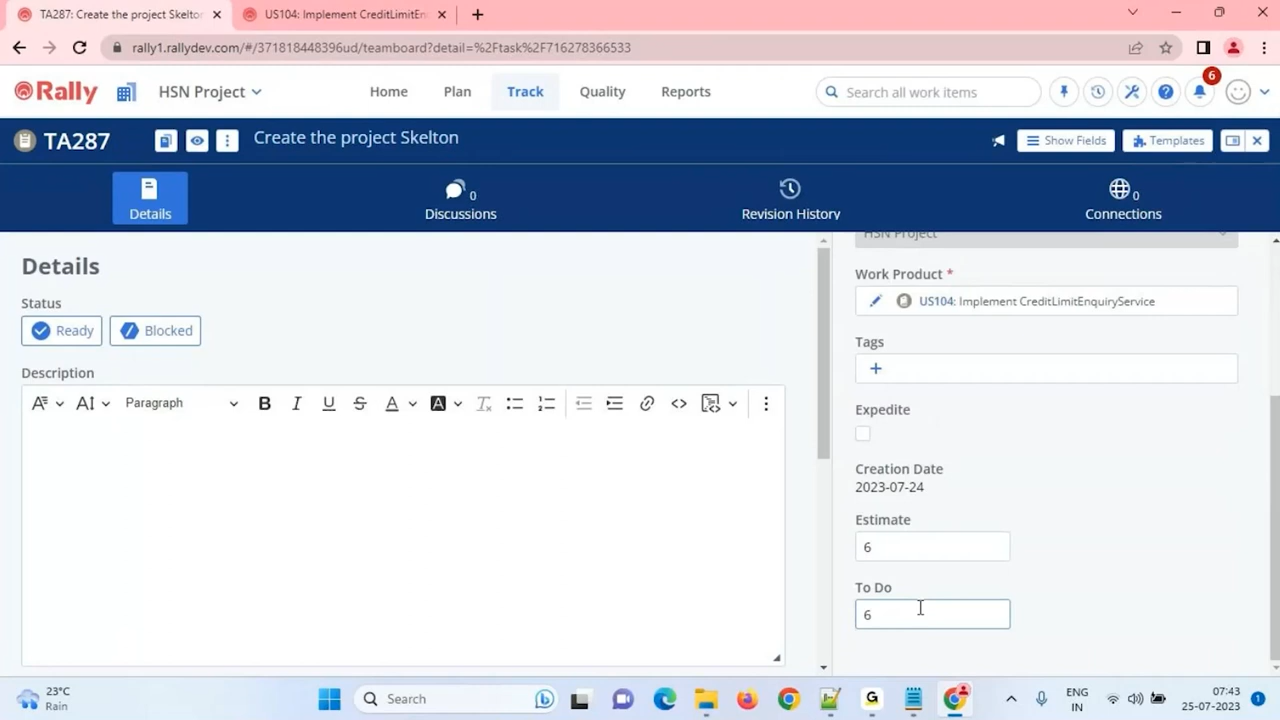 TA287: Create the project Skelton
US104: Implement CreditLimitEn
rally1.rallydev.com/#/371818448396ud/teamboard?detail=%2Ftask%2F716278366533
Rally
HSN Project
Home
Plan
Track
Quality
Reports
Search all work items
6
TA287
Create the project Skelton
Show Fields
Templates
Details
Discussions
0
Revision History
Connections
0
Details
Status
Ready
Blocked
Description
Paragraph
HSN Project
Work Product *
US104: Implement CreditLimitEnquiryService
Tags
Expedite
Creation Date
2023-07-24
Estimate
6
To Do
6
23°C
Rain
Search
ENG
IN
07:43
25-07-2023
1